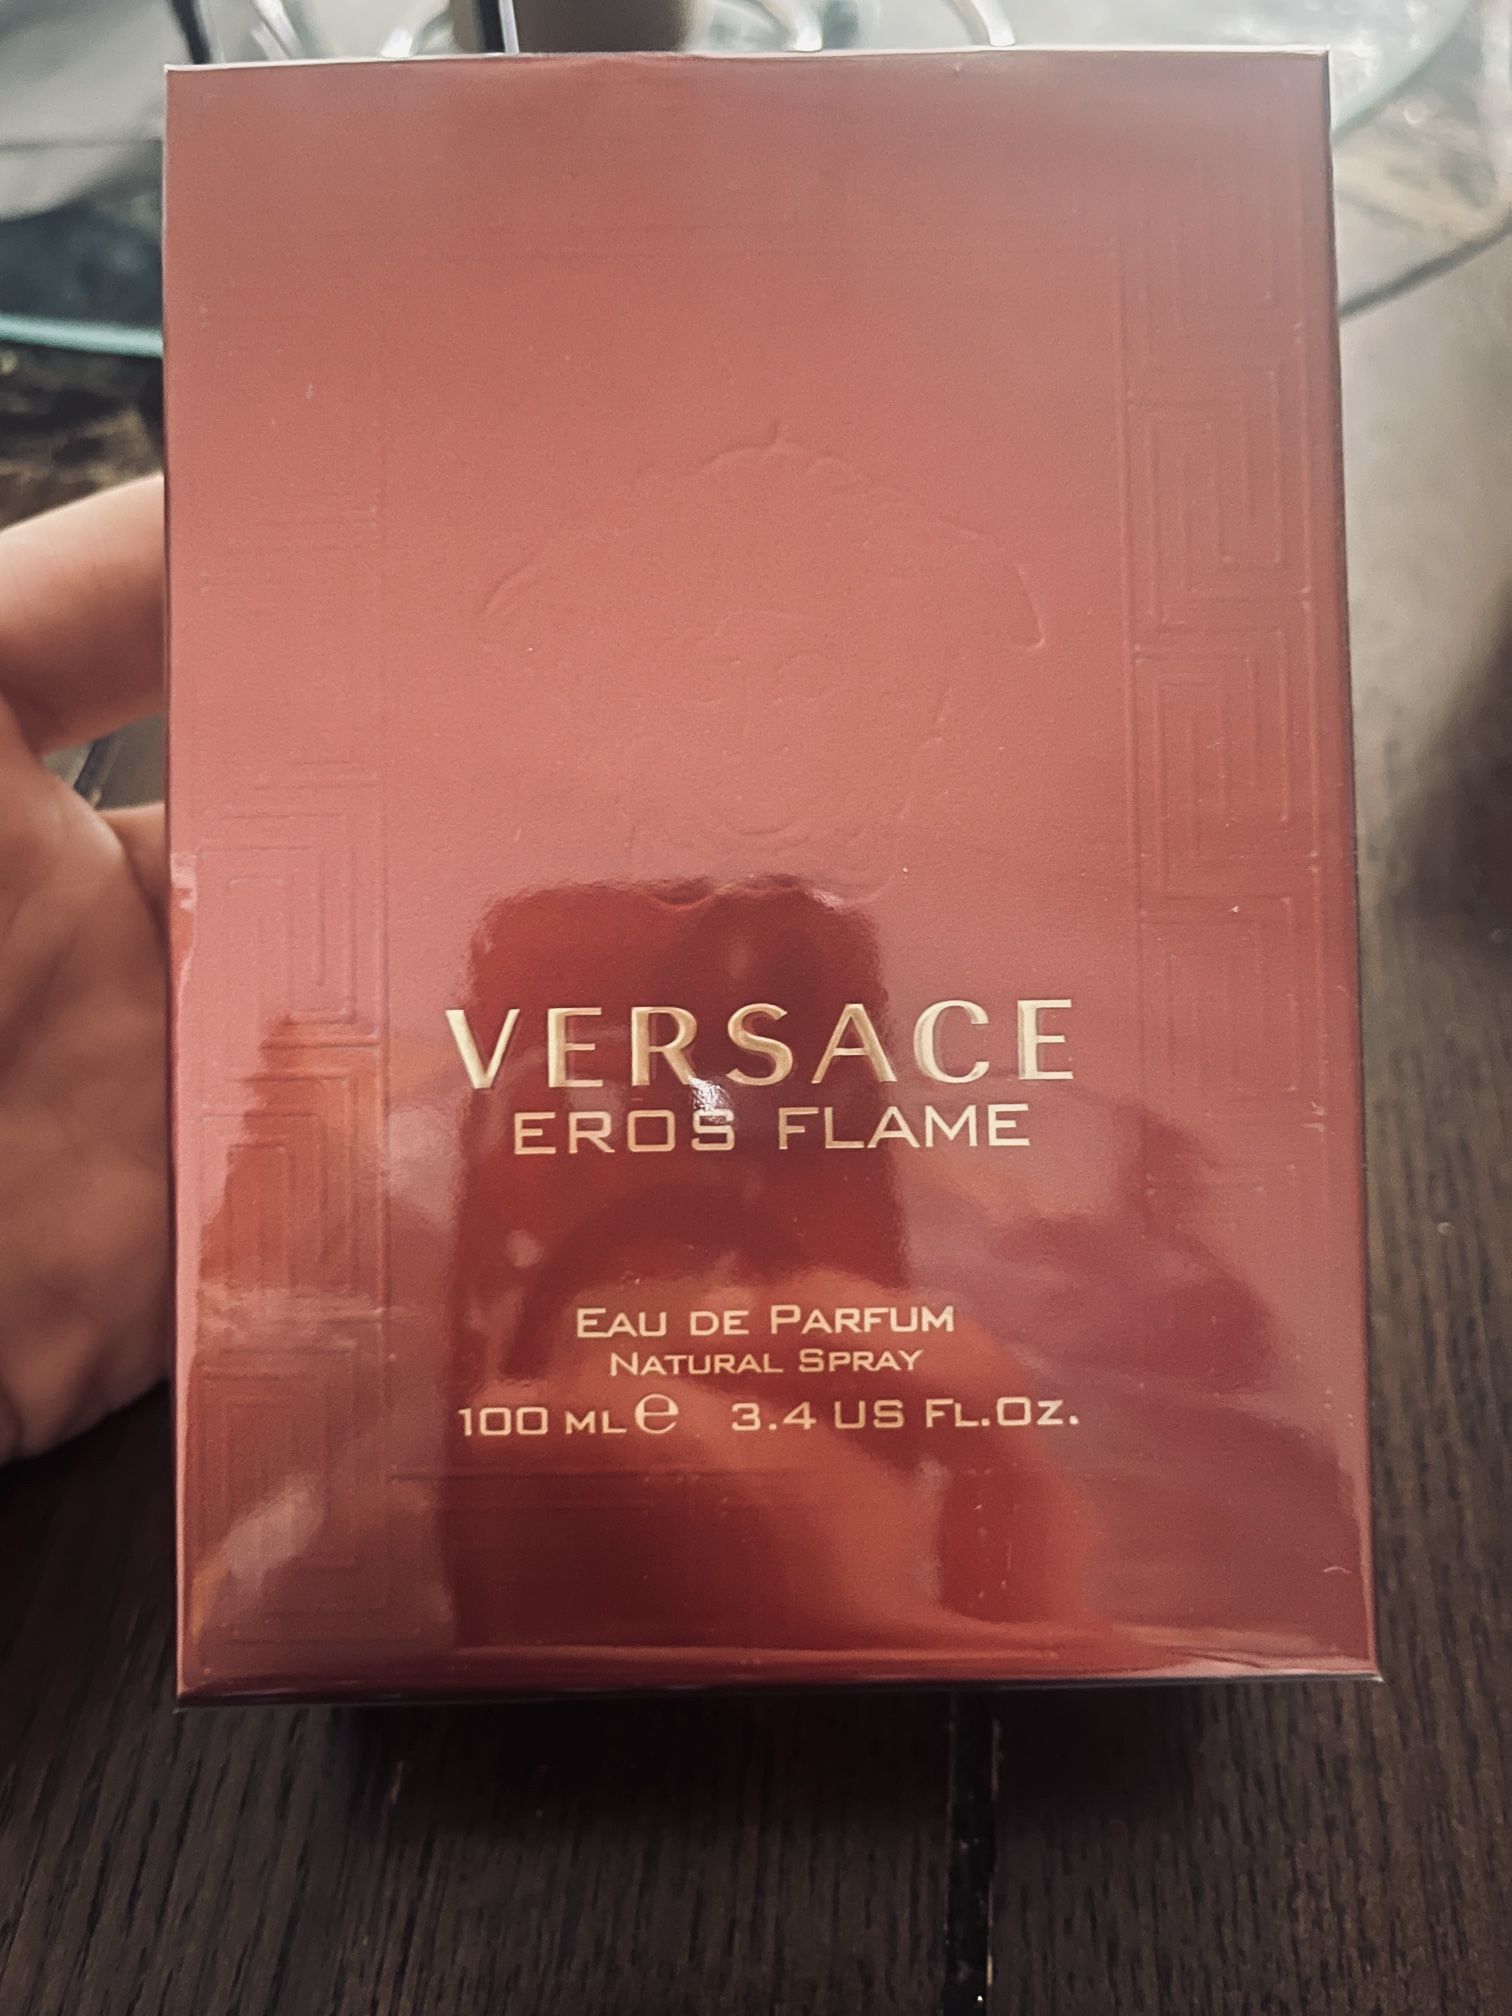 VERSACE
EROS FLAME
EAU DE PARFUM
NATURAL SPRAY
100 ML ℮ 3.4 US FL.OZ.